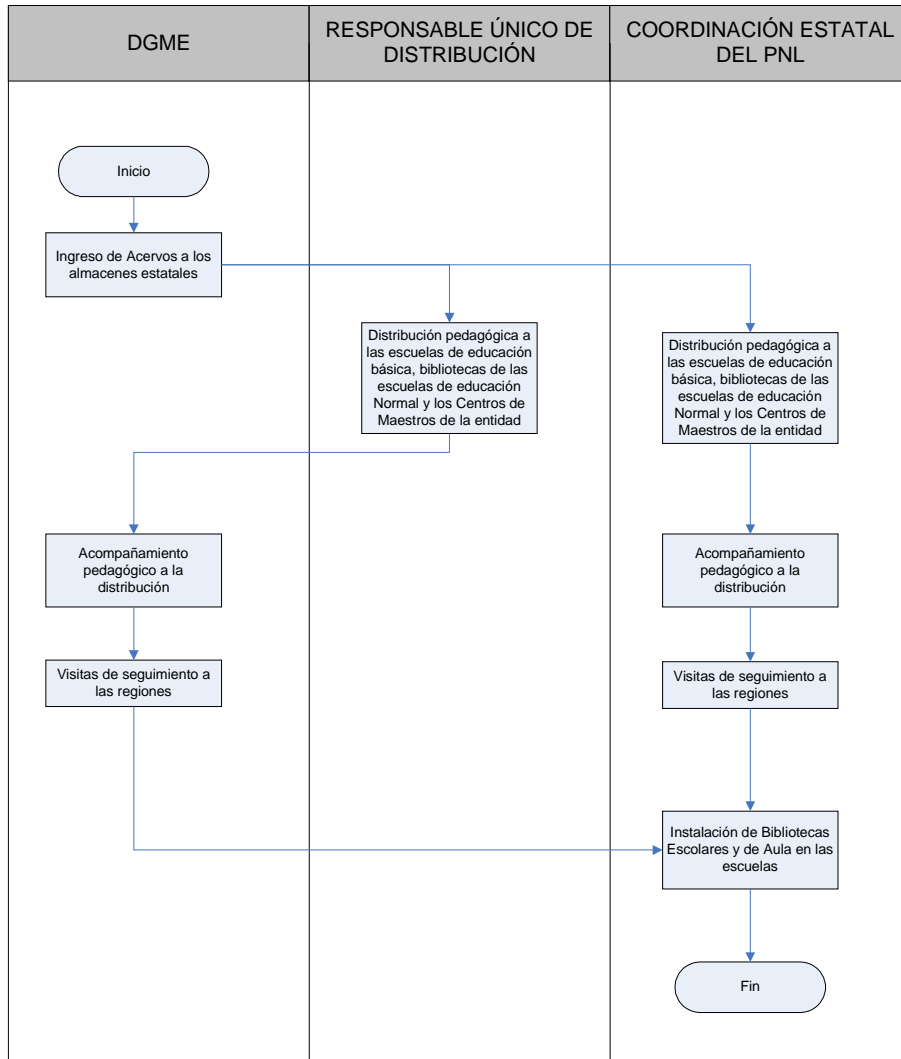 DGME
RESPONSABLE ÚNICO DE
DISTRIBUCIÓN
COORDINACIÓN ESTATAL
DEL PNL
Inicio
Ingreso de Acervos a los
almacenes estatales
Distribución pedagógica a
las escuelas de educación
básica, bibliotecas de las
escuelas de educación
Normal y los Centros de
Maestros de la entidad
Distribución pedagógica a
las escuelas de educación
básica, bibliotecas de las
escuelas de educación
Normal y los Centros de
Maestros de la entidad
Acompañamiento
pedagógico a la
distribución
Acompañamiento
pedagógico a la
distribución
Visitas de seguimiento a
las regiones
Visitas de seguimiento a
las regiones
Instalación de Bibliotecas
Escolares y de Aula en las
escuelas
Fin